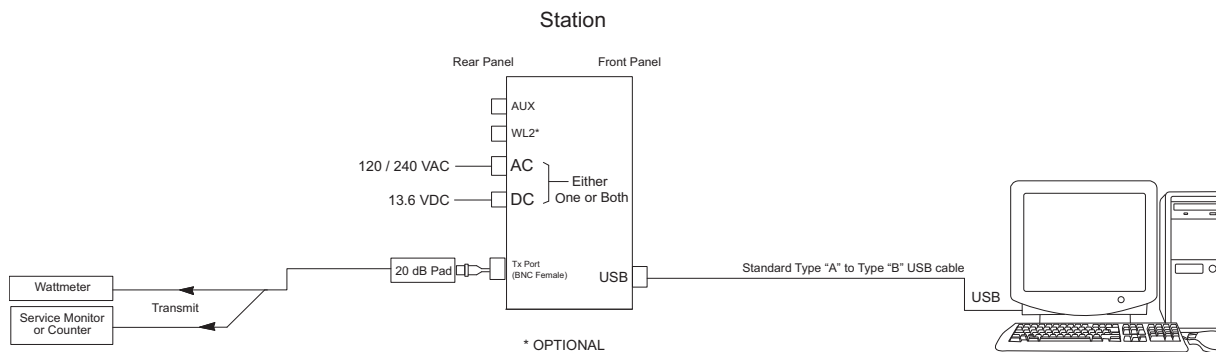 Station
Rear Panel
Front Panel
AUX
WL2*
120 / 240 VAC
AC
Either
One or Both
13.6 VDC
DC
20 dB Pad
Tx Port
(BNC Female)
USB
Standard Type “A” to Type “B” USB cable
USB
Wattmeter
Transmit
Service Monitor
or Counter
* OPTIONAL